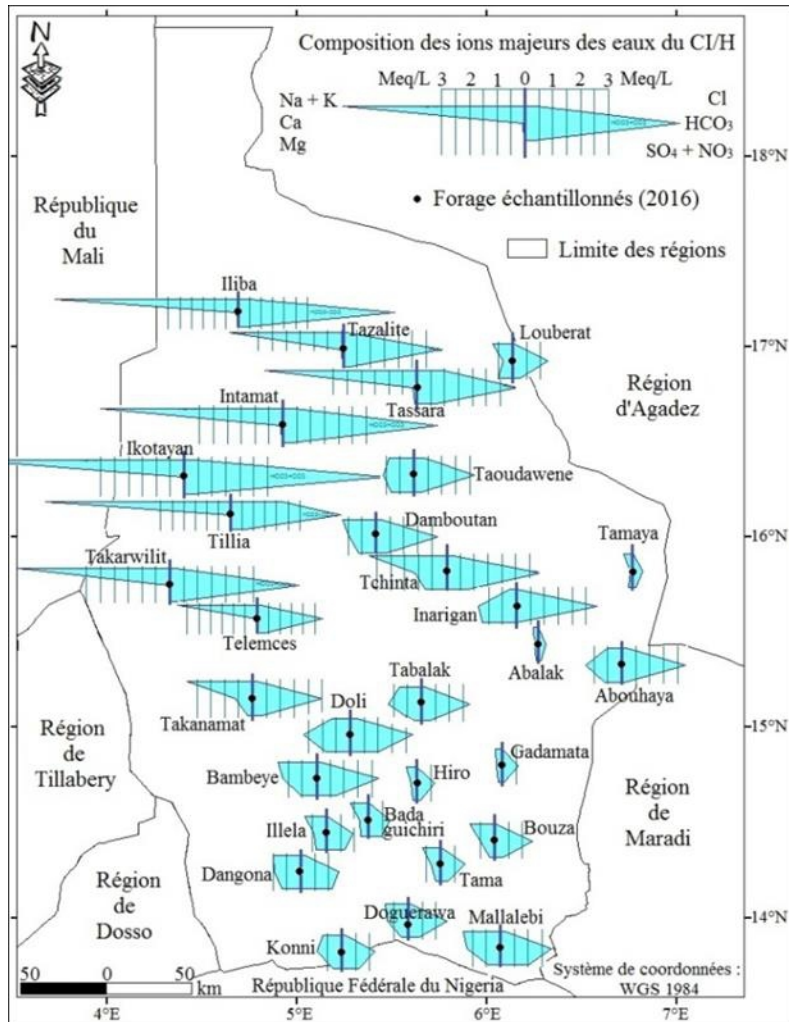 N
Composition des ions majeurs des eaux du CI/H
Meq/L 3 2 1 0 1 2 3 Meq/L
Na + K
Ca
Mg
Cl
HCO₃
SO₄ + NO₃
Forage échantillonnés (2016)
Limite des régions
18°N
République
du
Mali
Iliba
17°N
Tazalite
Louberat
Région
d'Agadez
Intamat
Tassara
Ikotayan
Taoudawene
16°N
Tillia
Damboutan
Tamaya
Takarwilit
Tchinta
Inarigan
Telemces
Abalak
Abouhaya
Takanamat
Doli
Tabalak
15°N
Région
de
Tillabery
Bambeye
Hiro
Gadamata
Région
de
Maradi
Illela
Bada
guichiri
Bouza
Dangona
Tama
Région
de
Dosso
Doguerawa
Mallalebi
14°N
Konni
50 0 50
km
République Fédérale du Nigeria
Système de coordonnées :
WGS 1984
4°E 5°E 6°E 7°E